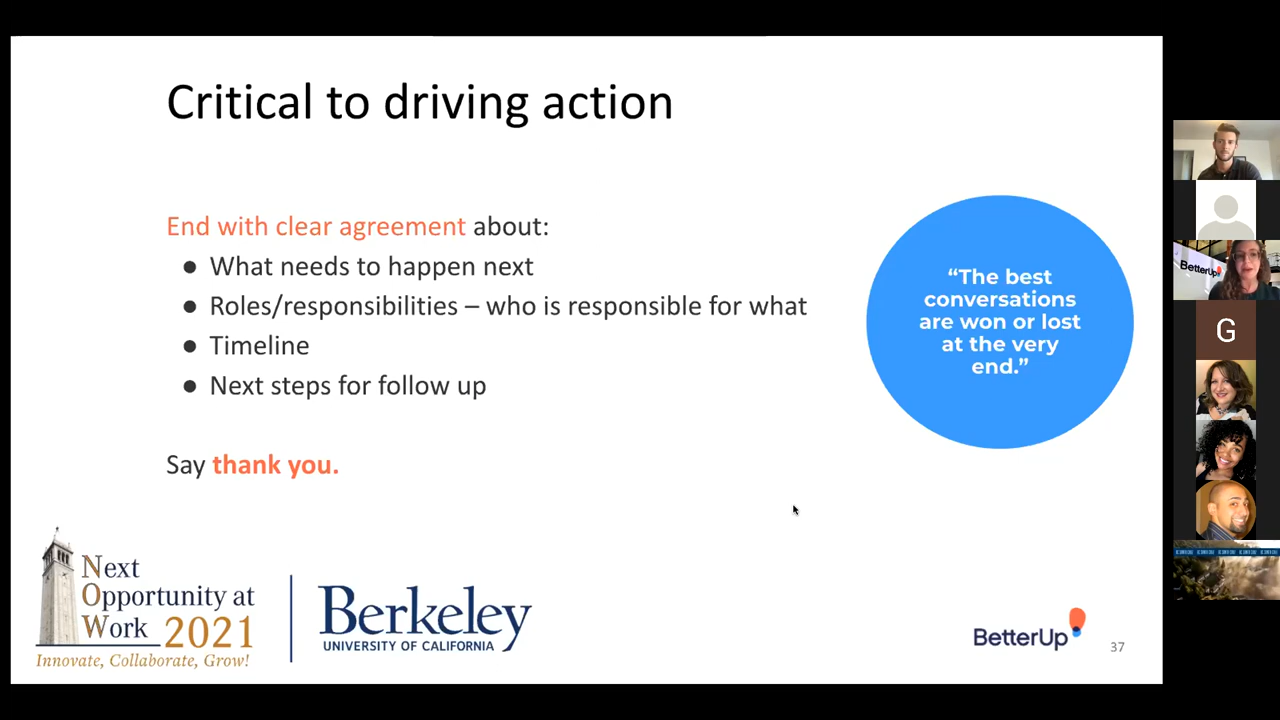 Critical to driving action
End with clear agreement about:
● What needs to happen next
● Roles/responsibilities – who is responsible for what
● Timeline
● Next steps for follow up
Say thank you.
“The best
conversations
are won or lost
at the very
end.”
Next
Opportunity at
Work 2021
Innovate, Collaborate, Grow!
Berkeley
UNIVERSITY OF CALIFORNIA
BetterUp
37
BetterUp
G